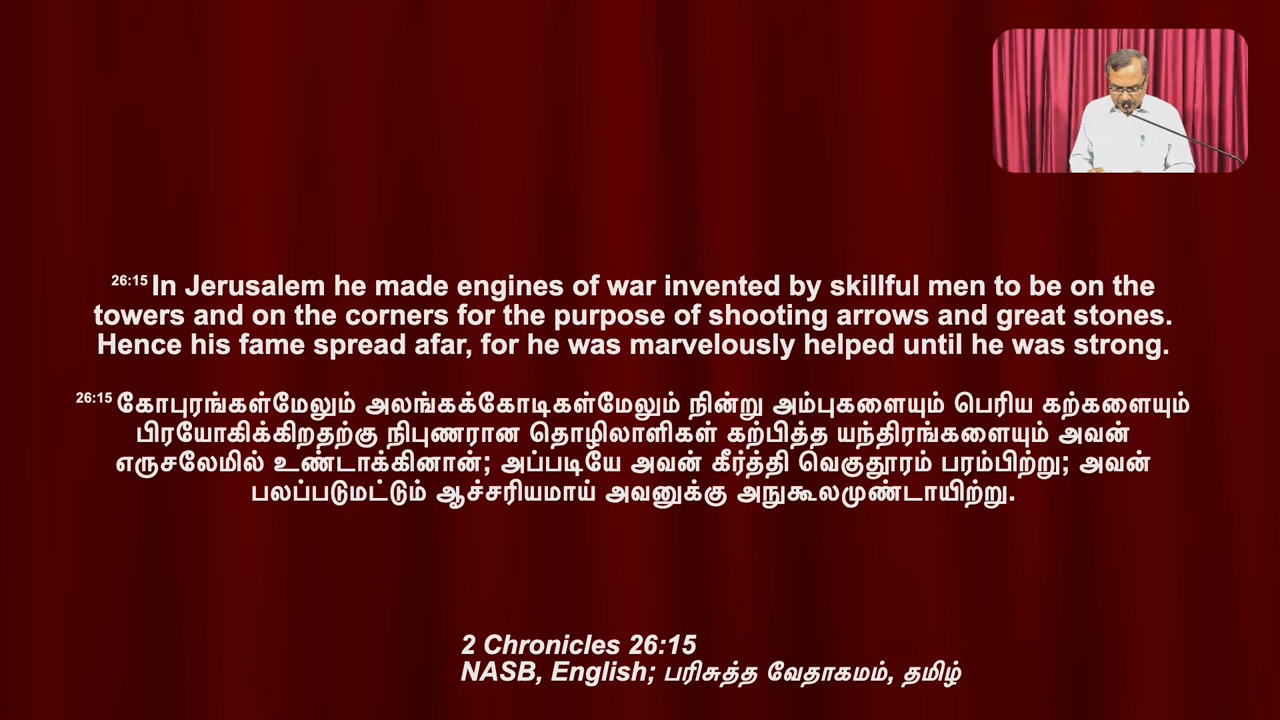 26:15 In Jerusalem he made engines of war invented by skillful men to be on the
towers and on the corners for the purpose of shooting arrows and great stones.
Hence his fame spread afar, for he was marvelously helped until he was strong.
26:15 கோபுரங்கள்மேலும் அலங்கக்கோடிகள்மேலும் நின்று அம்புகளையும் பெரிய கற்களையும்
பிரயோகிக்கிறதற்கு நிபுணரான தொழிலாளிகள் கற்பித்த யந்திரங்களையும் அவன்
எருசலேமில் உண்டாக்கினான்; அப்படியே அவன் கீர்த்தி வெகுதூரம் பரம்பிற்று; அவன்
பலப்படுமட்டும் ஆச்சரியமாய் அவனுக்கு அநுகூலமுண்டாயிற்று.
2 Chronicles 26:15
NASB, English; பரிசுத்த வேதாகமம், தமிழ்